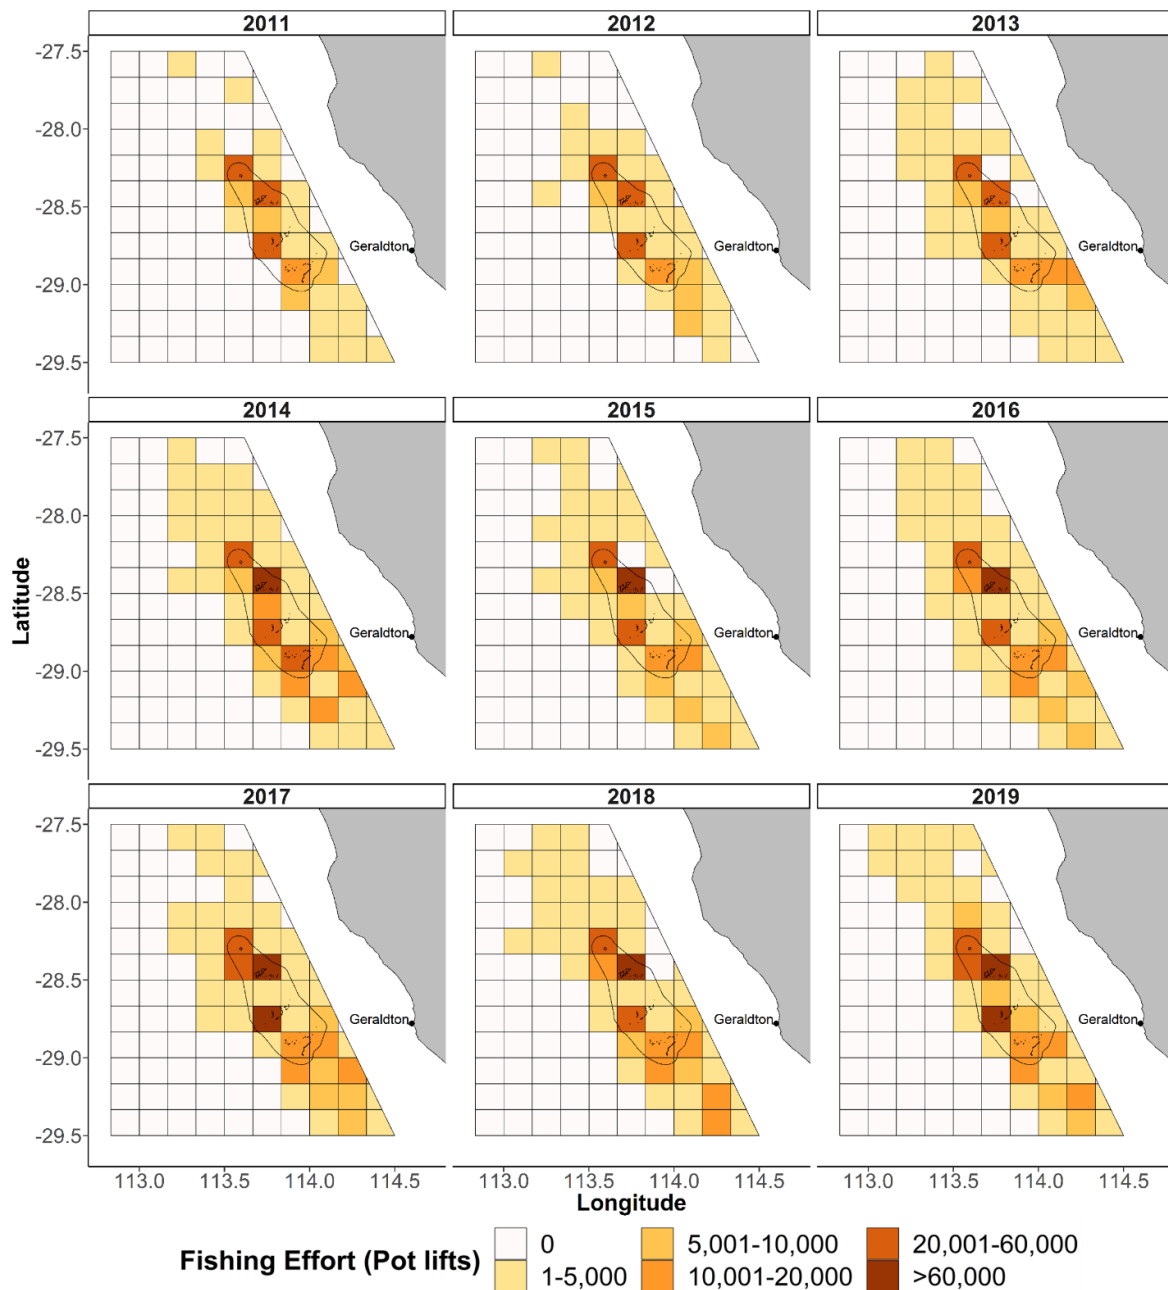 2011 2012 2013
-27.5
-28.0
-28.5
Geraldton Geraldton Geraldton
-29.0
-29.5
2014 2015 2016
-27.5
-28.0
-28.5
Latitude
Geraldton Geraldton Geraldton
-29.0
-29.5
2017 2018 2019
-27.5
-28.0
-28.5
Geraldton Geraldton Geraldton
-29.0
-29.5
113.0 113.5 114.0 114.5 113.0 113.5 114.0 114.5 113.0 113.5 114.0 114.5
Longitude
Fishing Effort (Pot lifts)
0 5,001-10,000 20,001-60,000
1-5,000 10,001-20,000 >60,000